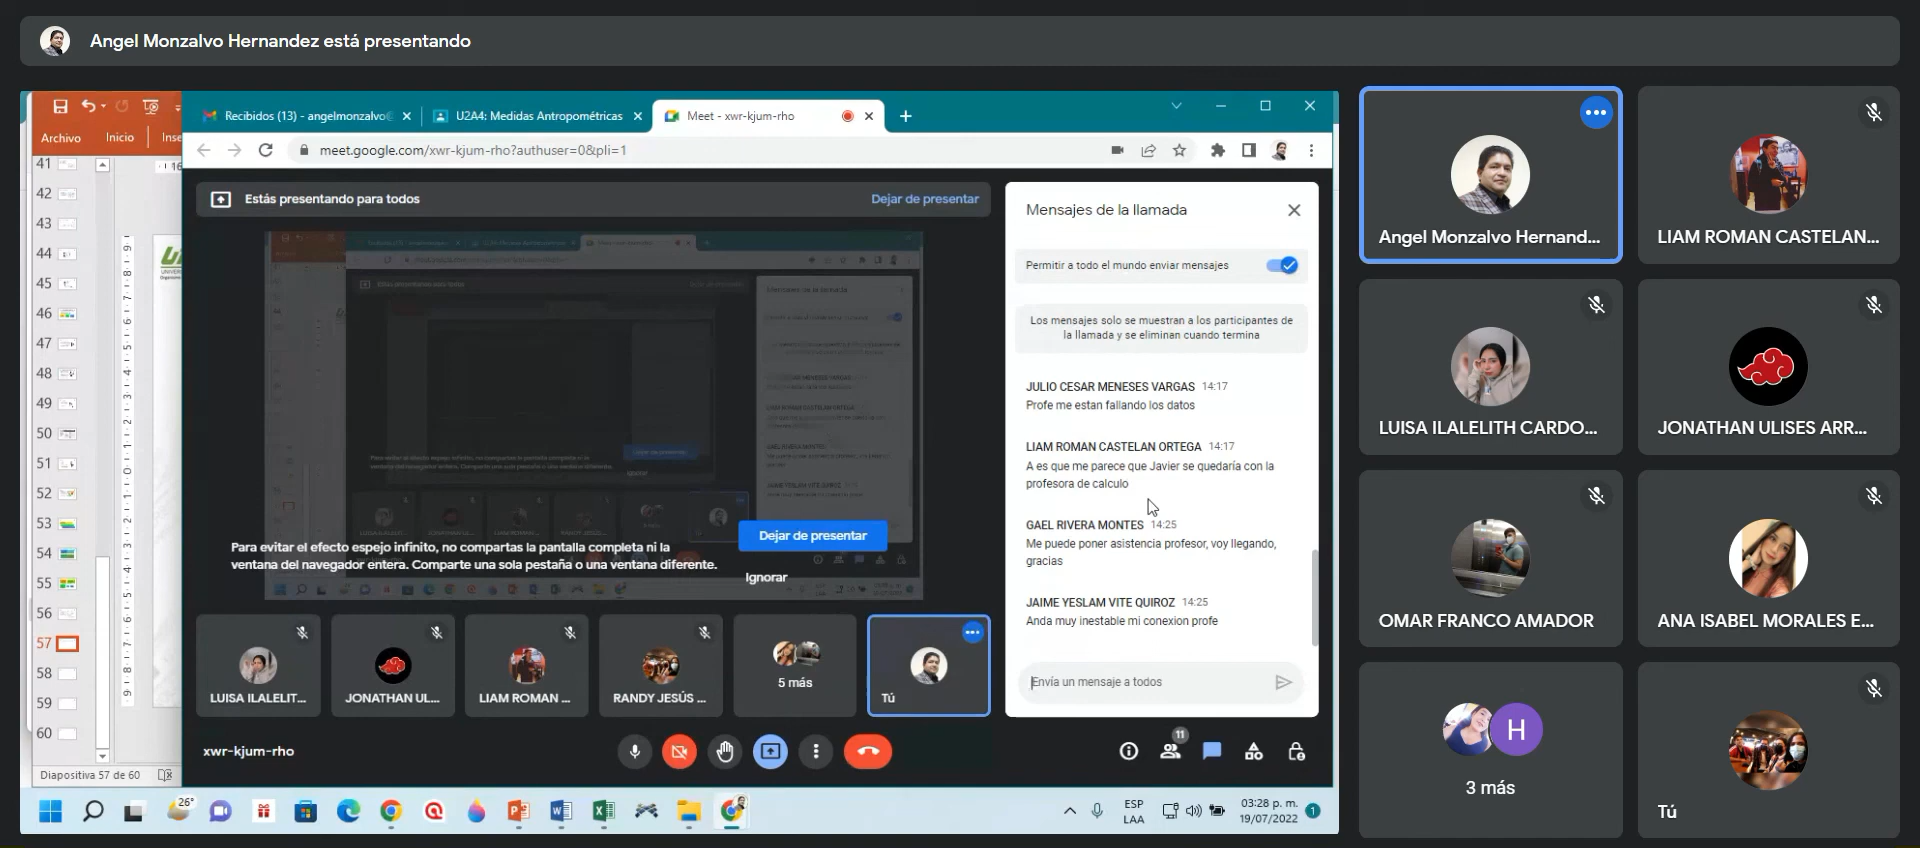 Angel Monzalvo Hernandez está presentando
Archivo
Inicio
Inse
41
42
43
44
45
46
47
48
49
50
51
52
53
54
55
56
57
58
59
60
Diapositiva 57 de 60
Recibidos (13) - angelmonzalvo@
U2A4: Medidas Antropométricas
Meet - xwr-kjum-rho
meet.google.com/xwr-kjum-rho?authuser=0&pli=1
Estás presentando para todos
Dejar de presentar
Para evitar el efecto espejo infinito, no compartas la pantalla completa ni la
ventana del navegador entera. Comparte una sola pestaña o una ventana diferente.
Dejar de presentar
Ignorar
LUISA ILALELIT...
JONATHAN UL...
LIAM ROMAN ...
RANDY JESÚS ...
5 más
Tú
xwr-kjum-rho
11
Mensajes de la llamada
Permitir a todo el mundo enviar mensajes
Los mensajes solo se muestran a los participantes de
la llamada y se eliminan cuando termina
JULIO CESAR MENESES VARGAS 14:17
Profe me estan fallando los datos
LIAM ROMAN CASTELAN ORTEGA 14:17
A es que me parece que Javier se quedaría con la
profesora de calculo
GAEL RIVERA MONTES 14:25
Me puede poner asistencia profesor, voy llegando,
gracias
JAIME YESLAM VITE QUIROZ 14:25
Anda muy inestable mi conexion profe
Envía un mensaje a todos
26°
ESP
LAA
03:28 p. m.
19/07/2022
1
Angel Monzalvo Hernand...
LIAM ROMAN CASTELAN...
LUISA ILALELITH CARDO...
JONATHAN ULISES ARR...
OMAR FRANCO AMADOR
ANA ISABEL MORALES E...
H
3 más
Tú